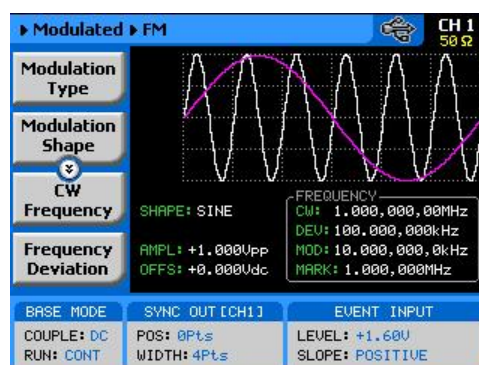 ▸ Modulated ▸ FM
CH 1
50 Ω
Modulation
Type
Modulation
Shape
CW
Frequency
Frequency
Deviation
SHAPE: SINE
AMPL: +1.000Vpp
OFFS: +0.000Vdc
FREQUENCY
CW: 1.000,000,00MHz
DEV: 100.000,000kHz
MOD: 10.000,000,0kHz
MARK: 1.000,000MHz
BASE MODE
COUPLE: DC
RUN: CONT
SYNC OUT [CH1]
POS: 0Pts
WIDTH: 4Pts
EVENT INPUT
LEVEL: +1.60V
SLOPE: POSITIVE